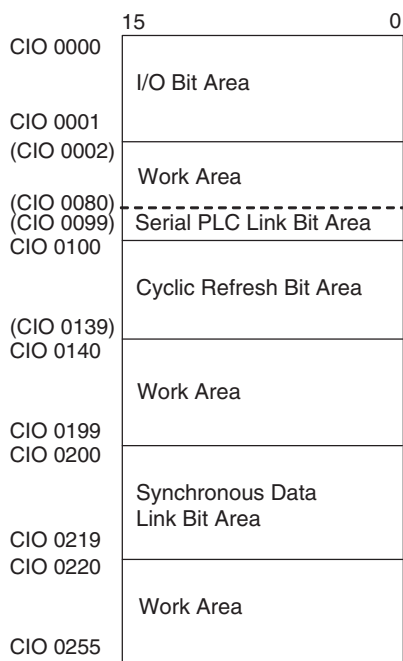 15 0
CIO 0000
I/O Bit Area
CIO 0001
(CIO 0002)
Work Area
(CIO 0080)
(CIO 0099) Serial PLC Link Bit Area
CIO 0100
Cyclic Refresh Bit Area
(CIO 0139)
CIO 0140
Work Area
CIO 0199
CIO 0200
Synchronous Data
Link Bit Area
CIO 0219
CIO 0220
Work Area
CIO 0255